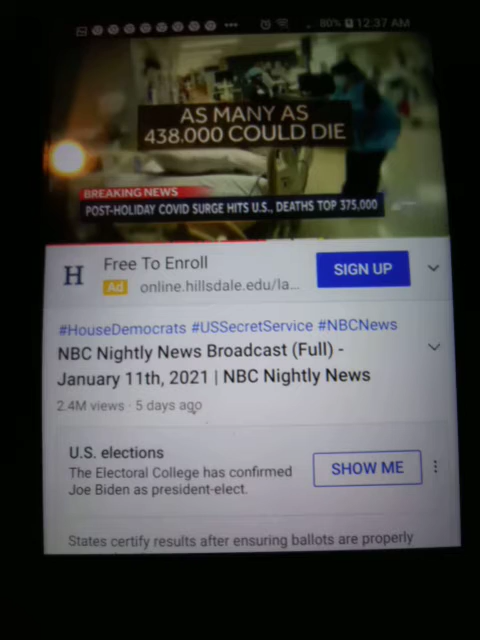 80% 12.37 AM
AS MANY AS
438.000 COULD DIE
BREAKING NEWS
POST-HOLIDAY COVID SURGE HITS U.S., DEATHS TOP 375,000
H
Free To Enroll
Ad online.hillsdale.edu/la...
SIGN UP
#HouseDemocrats #USSecretService #NBCNews
NBC Nightly News Broadcast (Full) -
January 11th, 2021 | NBC Nightly News
2.4M views · 5 days ago
U.S. elections
The Electoral College has confirmed
Joe Biden as president-elect.
SHOW ME
States certify results after ensuring ballots are properly